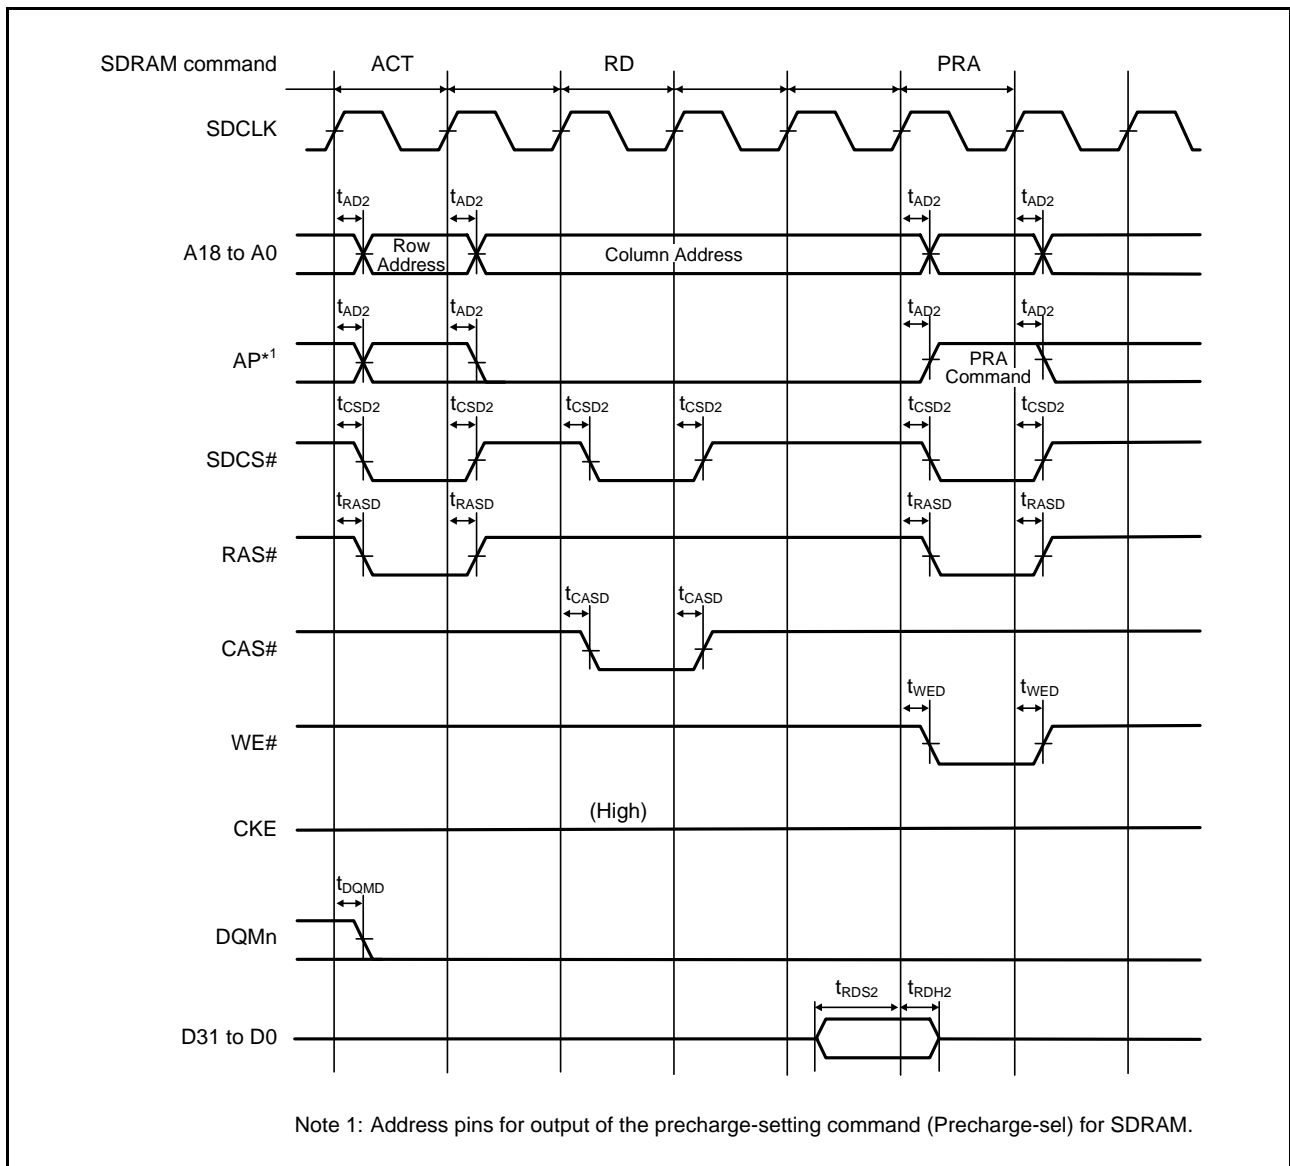 SDRAM command ACT RD PRA
SDCLK
tAD2 tAD2 tAD2 tAD2
A18 to A0 Row Address Column Address
tAD2 tAD2 tAD2 tAD2
AP*1 PRA Command
tCSD2 tCSD2 tCSD2 tCSD2 tCSD2 tCSD2
SDCS#
tRASD tRASD tRASD tRASD
RAS#
tCASD tCASD
CAS#
tWED tWED
WE#
(High)
CKE
tDQMD
DQMn
tRDS2 tRDH2
D31 to D0
Note 1: Address pins for output of the precharge-setting command (Precharge-sel) for SDRAM.